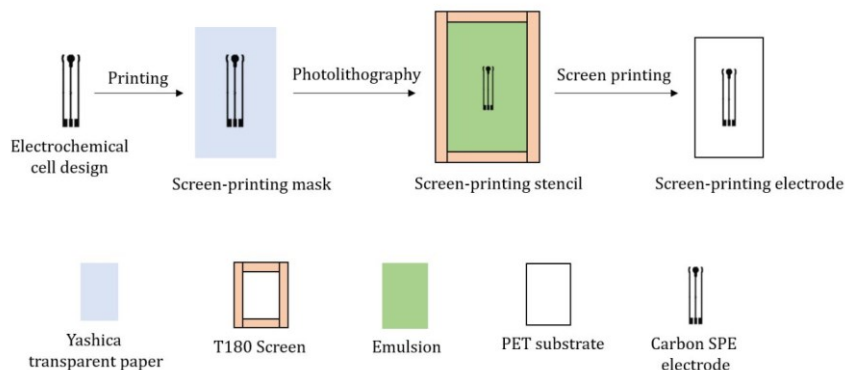 Printing
Photolithography
Screen printing
Electrochemical
cell design
Screen-printing mask
Screen-printing stencil
Screen-printing electrode
Yashica
transparent paper
T180 Screen
Emulsion
PET substrate
Carbon SPE
electrode